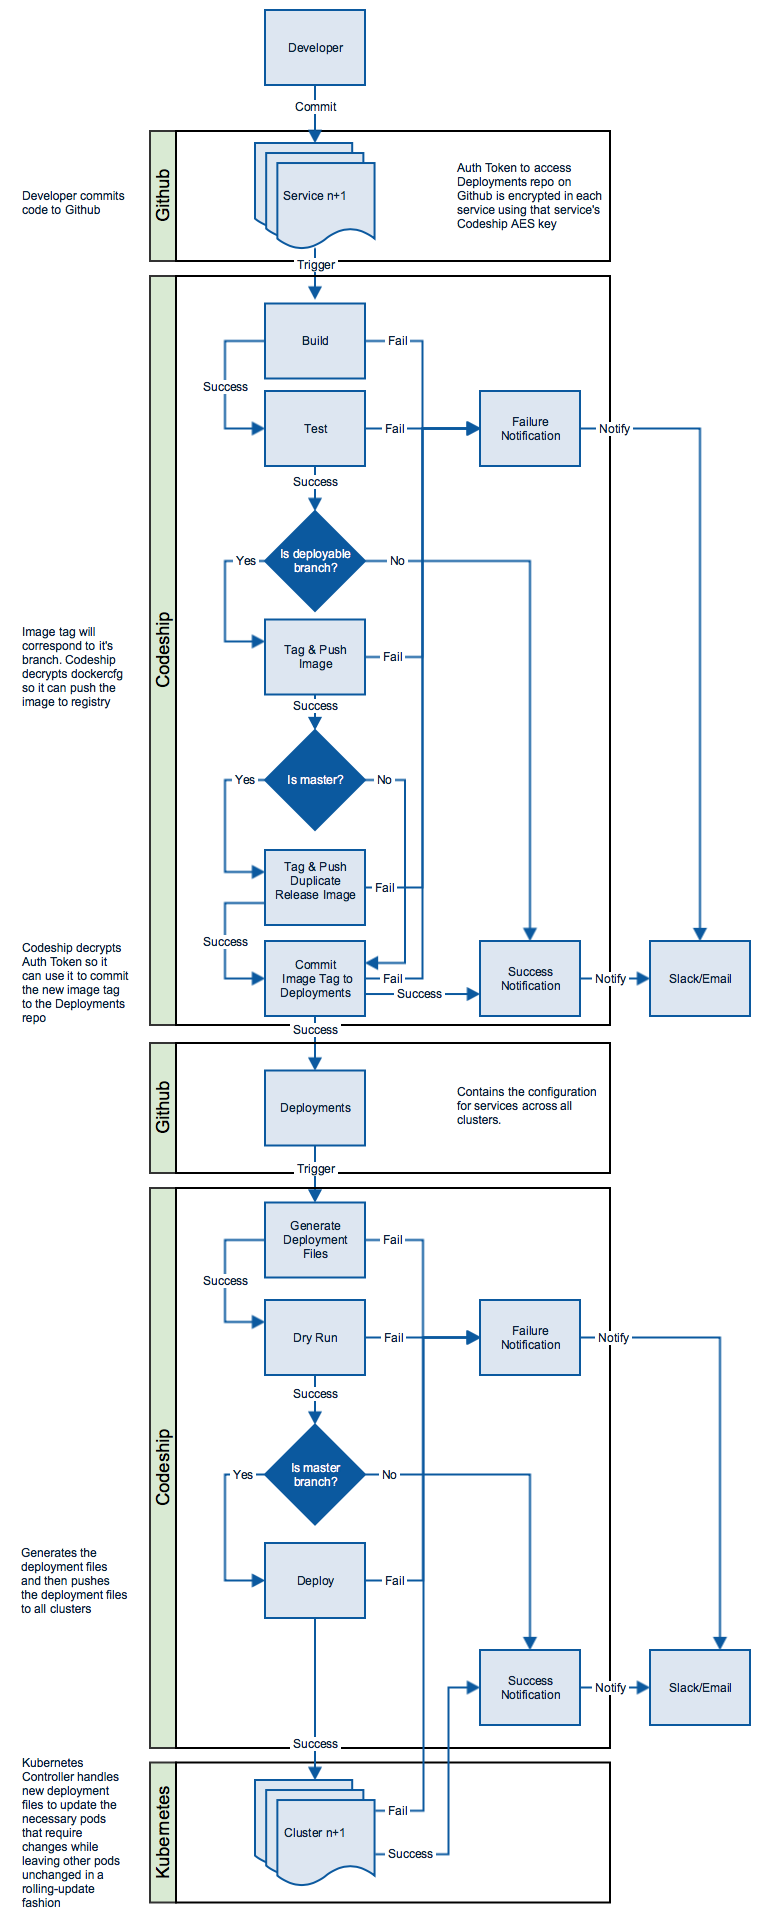 Developer
Commit
Github
Developer commits
code to Github
Service n+1
Auth Token to access
Deployments repo on
Github is encrypted in each
service using that service's
Codeship AES key
Trigger
Codeship
Build
Fail
Success
Test
Fail
Failure
Notification
Notify
Success
Is deployable
branch?
Yes
No
Image tag will
correspond to it's
branch. Codeship
decrypts dockercfg
so it can push the
image to registry
Tag & Push
Image
Fail
Success
Is master?
Yes
No
Tag & Push
Duplicate
Release Image
Fail
Success
Codeship decrypts
Auth Token so it
can use it to commit
the new image tag
to the Deployments
repo
Commit
Image Tag to
Deployments
Fail
Success
Success
Notification
Notify
Slack/Email
Success
Github
Deployments
Contains the configuration
for services across all
clusters.
Trigger
Codeship
Generate
Deployment
Files
Fail
Success
Dry Run
Fail
Failure
Notification
Notify
Success
Is master
branch?
Yes
No
Generates the
deployment files
and then pushes
the deployment files
to all clusters
Deploy
Fail
Success
Notification
Notify
Slack/Email
Success
Kubernetes
Kubernetes
Controller handles
new deployment
files to update the
necessary pods
that require
changes while
leaving other pods
unchanged in a
rolling-update
fashion
Cluster n+1
Fail
Success